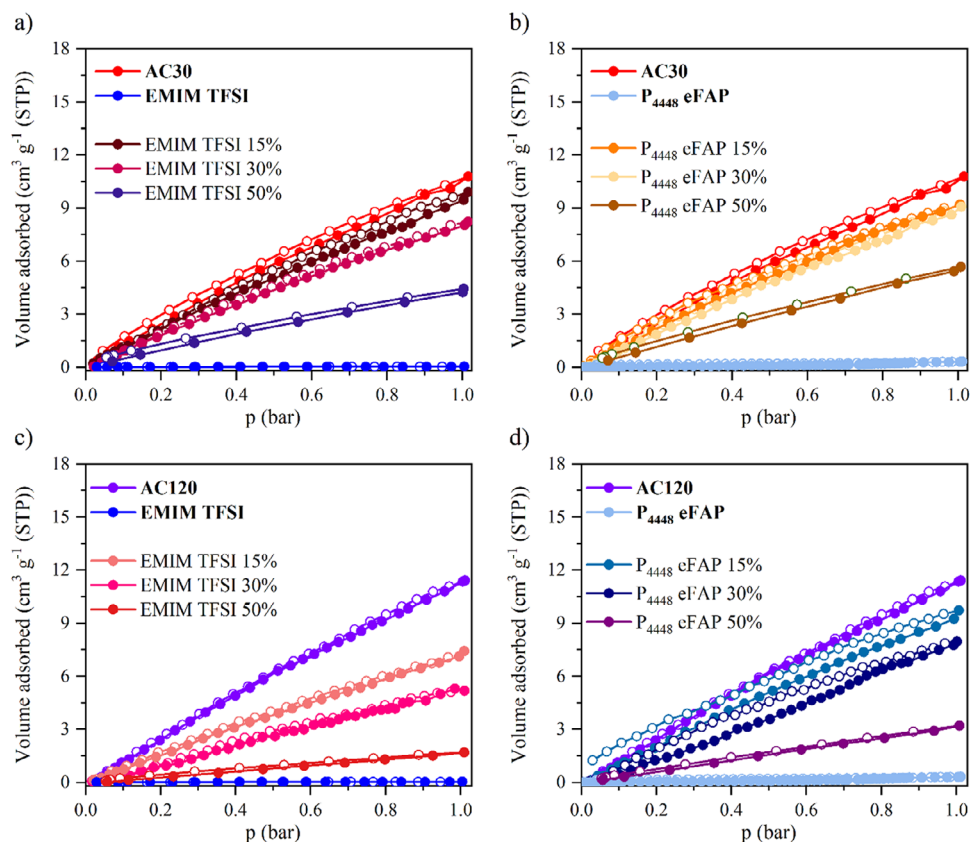 a)
18
15
12
9
6
3
0
Volume adsorbed (cm³ g⁻¹ (STP))
AC30
EMIM TFSI
EMIM TFSI 15%
EMIM TFSI 30%
EMIM TFSI 50%
0.0 0.2 0.4 0.6 0.8 1.0
p (bar)
b)
18
15
12
9
6
3
0
Volume adsorbed (cm³ g⁻¹ (STP))
AC30
P₄₄₄₈ eFAP
P₄₄₄₈ eFAP 15%
P₄₄₄₈ eFAP 30%
P₄₄₄₈ eFAP 50%
0.0 0.2 0.4 0.6 0.8 1.0
p (bar)
c)
18
15
12
9
6
3
0
Volume adsorbed (cm³ g⁻¹ (STP))
AC120
EMIM TFSI
EMIM TFSI 15%
EMIM TFSI 30%
EMIM TFSI 50%
0.0 0.2 0.4 0.6 0.8 1.0
p (bar)
d)
18
15
12
9
6
3
0
Volume adsorbed (cm³ g⁻¹ (STP))
AC120
P₄₄₄₈ eFAP
P₄₄₄₈ eFAP 15%
P₄₄₄₈ eFAP 30%
P₄₄₄₈ eFAP 50%
0.0 0.2 0.4 0.6 0.8 1.0
p (bar)